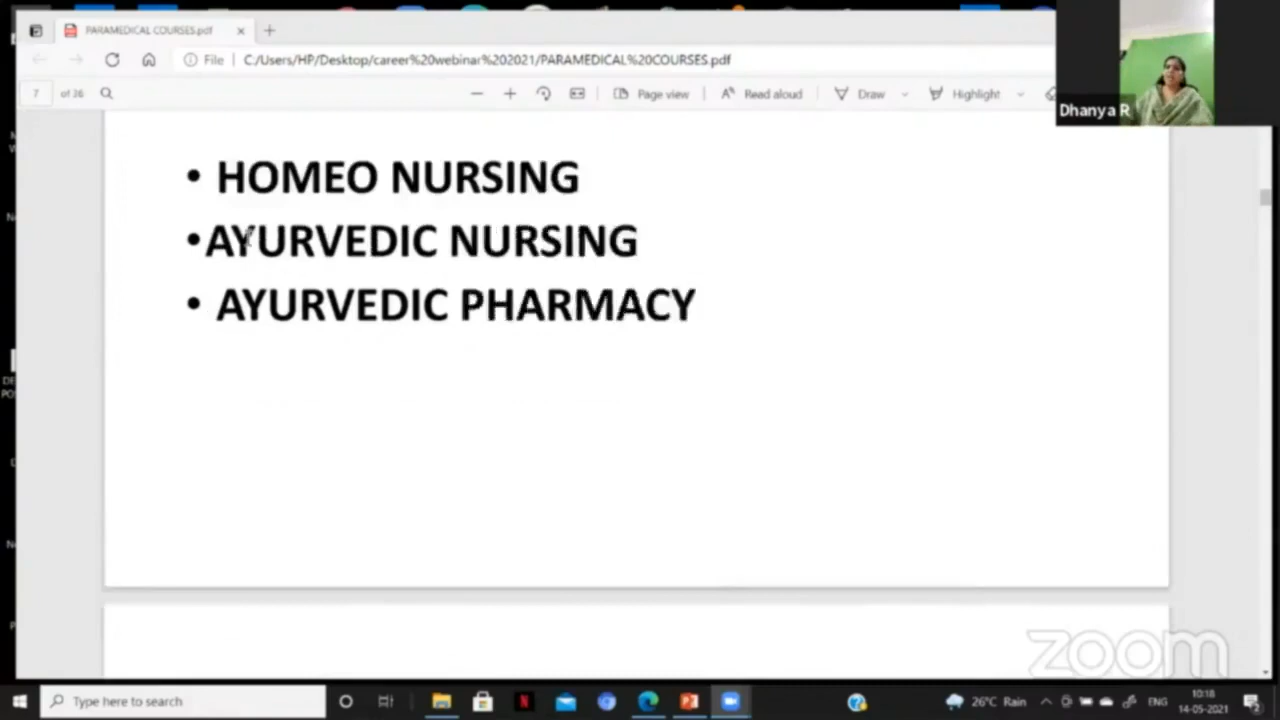 PARAMEDICAL COURSES.pdf
File C:/Users/HP/Desktop/career%20webinar%202021/PARAMEDICAL%20COURSES.pdf
7 of 26 Page view Read aloud Draw Highlight
Dhanya R
• HOMEO NURSING
•AYURVEDIC NURSING
• AYURVEDIC PHARMACY
zoom
Type here to search
26°C Rain ENG 10:18
14-05-2021